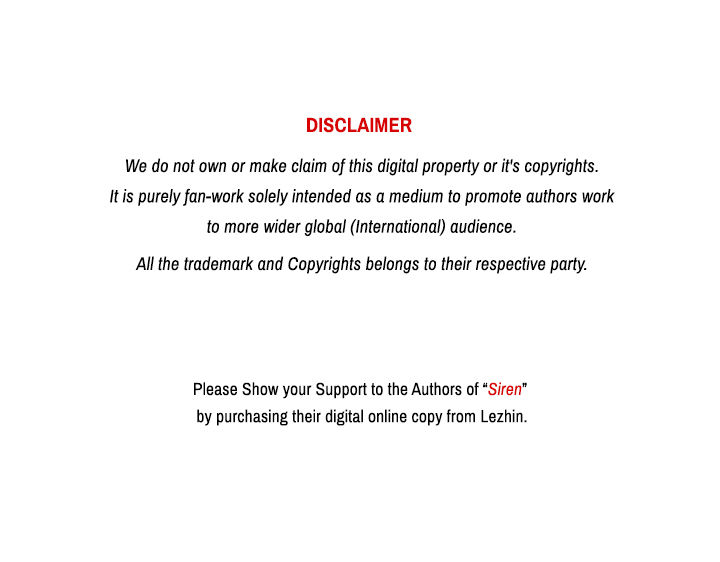 DISCLAIMER
We do not own or make claim of this digital property or it's copyrights.
It is purely fan-work solely intended as a medium to promote authors work
to more wider global (International) audience.
All the trademark and Copyrights belongs to their respective party.
Please Show your Support to the Authors of “Siren”
by purchasing their digital online copy from Lezhin.